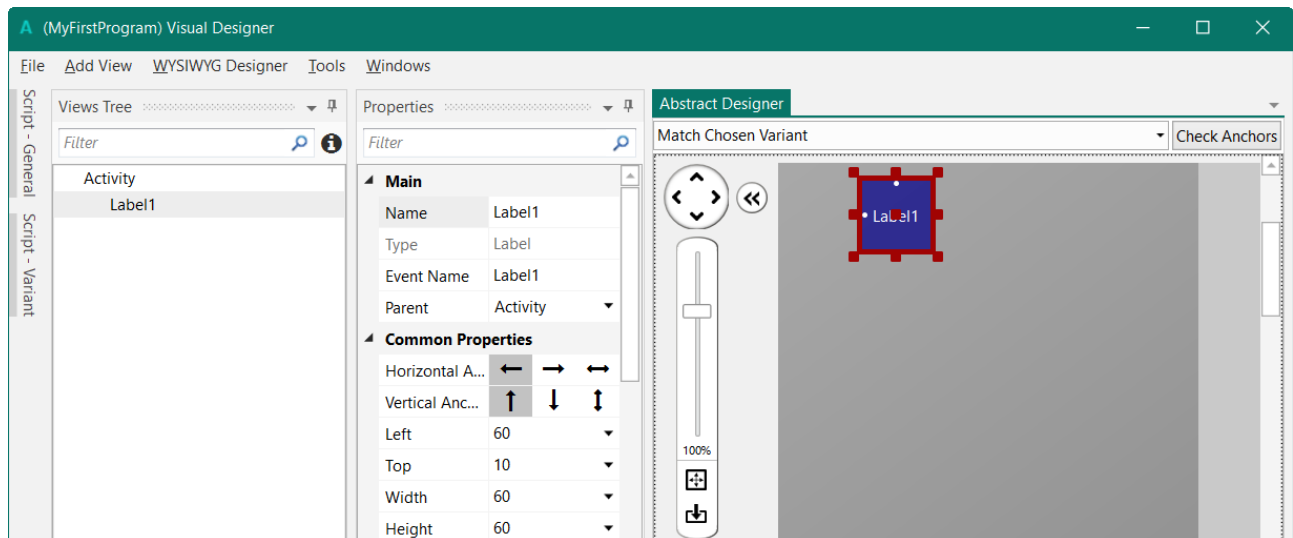 A (MyFirstProgram) Visual Designer
File Add View WYSIWYG Designer Tools Windows
Script - General
Script - Variant
Views Tree
Filter
Activity
Label1
Properties
Filter
Main
Name Label1
Type Label
Event Name Label1
Parent Activity
Common Properties
Horizontal A...
Vertical Anc...
Left 60
Top 10
Width 60
Height 60
Abstract Designer
Match Chosen Variant Check Anchors
Label1
100%